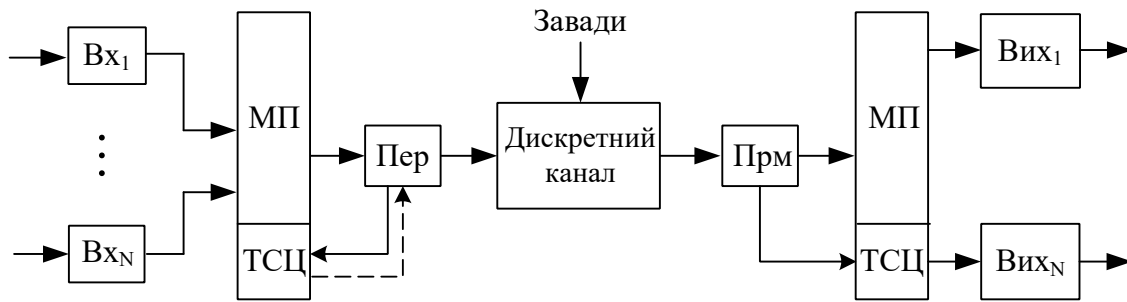 Завади
Вх1
МП
Пер
Дискретний
канал
Прм
МП
Вих1
ВхN
ТСЦ
ТСЦ
ВихN